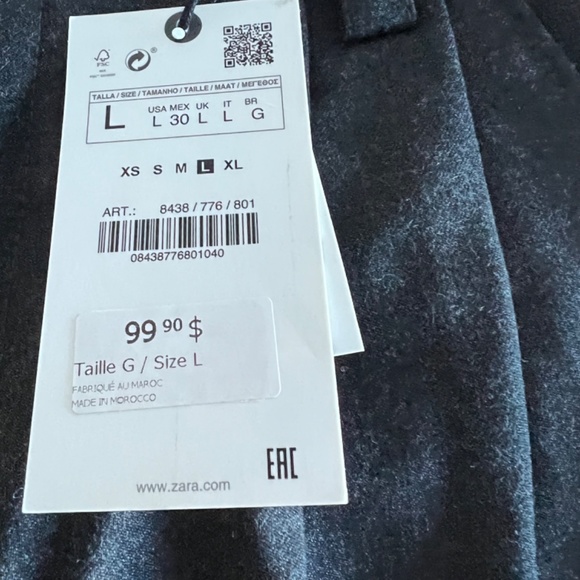 FSC
TALLA / SIZE / TAMANHO / TAILLE / MAAT / ΜΕΓΕΘΟΣ
USA MEX UK IT BR
L L 30 L L G
XS S M L XL
ART.: 8438 / 776 / 801
08438776801040
99 90 $
Taille G / Size L
FABRIQUÉ AU MAROC
MADE IN MOROCCO
EAC
www.zara.com